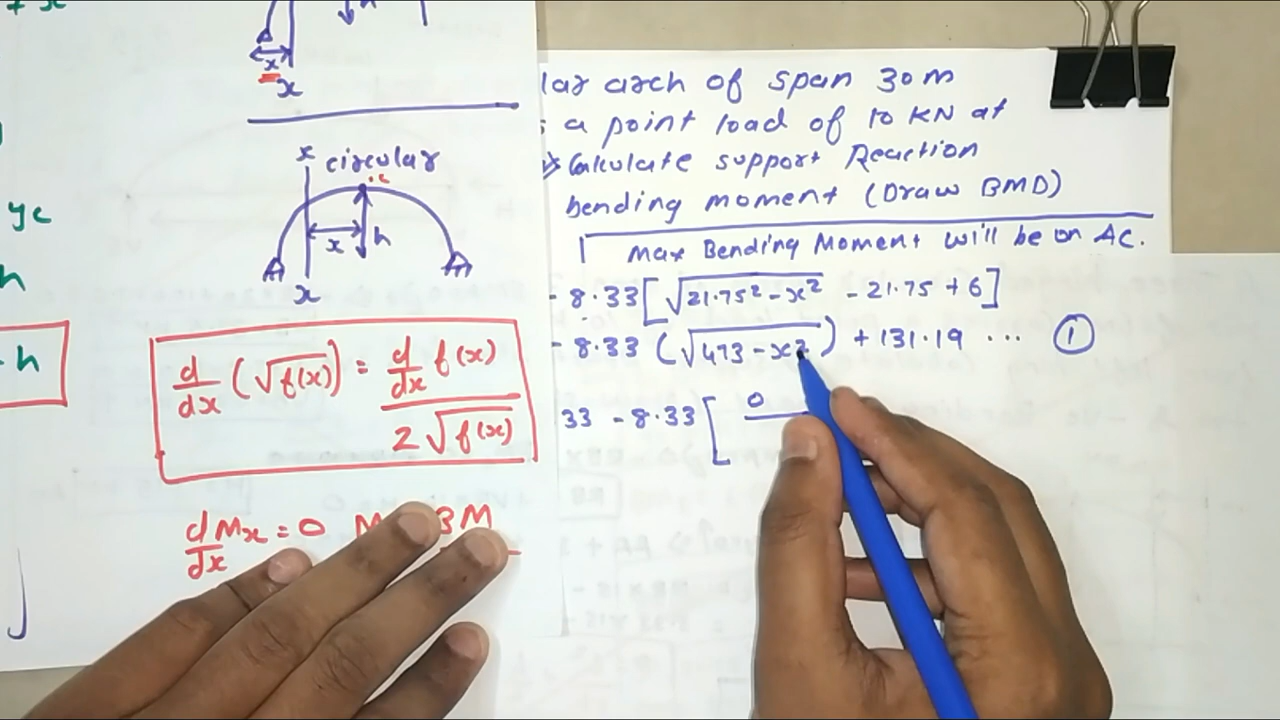 yc
h
- h
x
x
x circular
c
x h
x
d/dx (√f(x)) = d/dx f(x) / 2√f(x)
dMx/dx = 0 BM
lar arch of span 30m
a point load of 10 KN at
Calculate support Reaction
bending moment (Draw BMD)
Max Bending Moment will be on AC.
- 8.33[√21.75² - x² - 21.75 + 6]
- 8.33 (√473 - x²) + 131.19 ... ①
33 - 8.33 [ 0